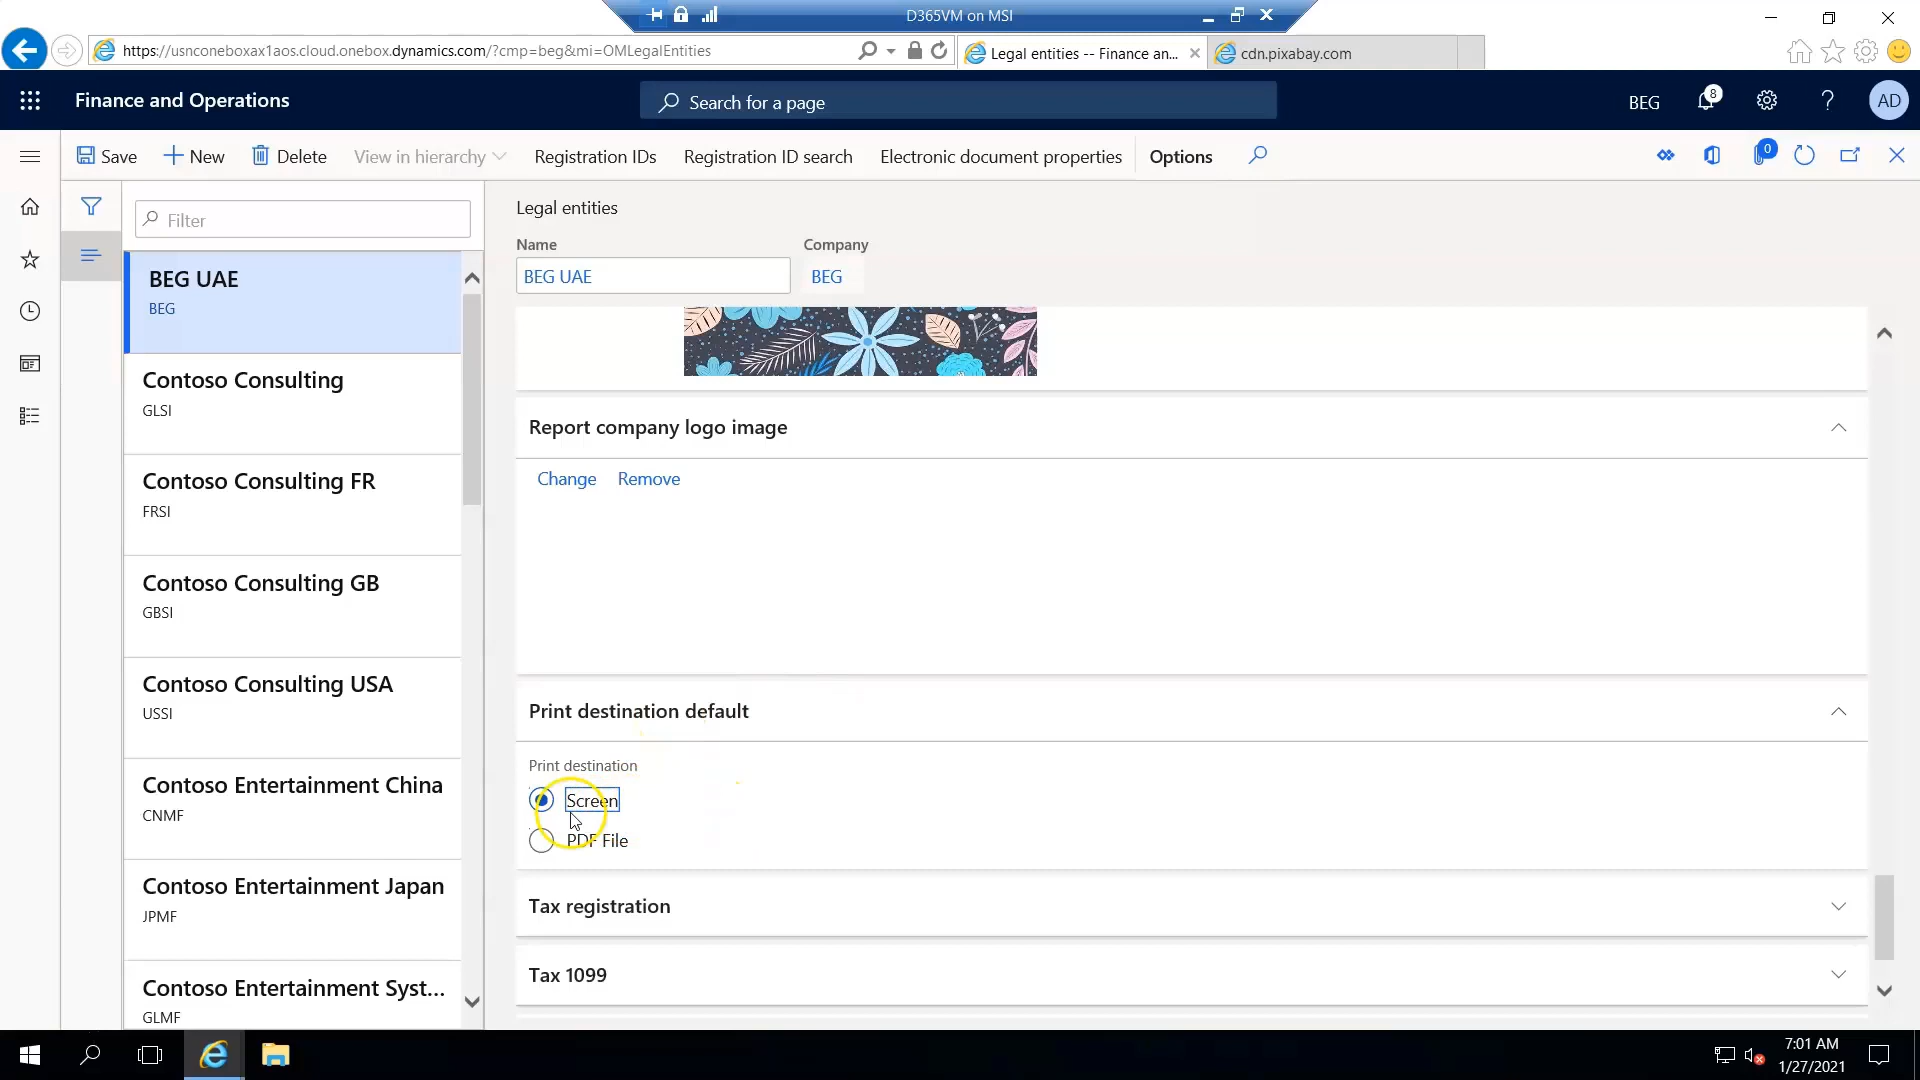 D365VM on MSI
https://usnconeboxax1aos.cloud.onebox.dynamics.com/?cmp=beg&mi=OMLegalEntities
Legal entities -- Finance an...
cdn.pixabay.com
Finance and Operations
Search for a page
BEG
8
AD
Save
New
Delete
View in hierarchy
Registration IDs
Registration ID search
Electronic document properties
Options
0
Filter
BEG UAE
BEG
Contoso Consulting
GLSI
Contoso Consulting FR
FRSI
Contoso Consulting GB
GBSI
Contoso Consulting USA
USSI
Contoso Entertainment China
CNMF
Contoso Entertainment Japan
JPMF
Contoso Entertainment Syst...
GLMF
Legal entities
Name
Company
BEG UAE
BEG
Report company logo image
Change
Remove
Print destination default
Print destination
Screen
PDF File
Tax registration
Tax 1099
7:01 AM
1/27/2021